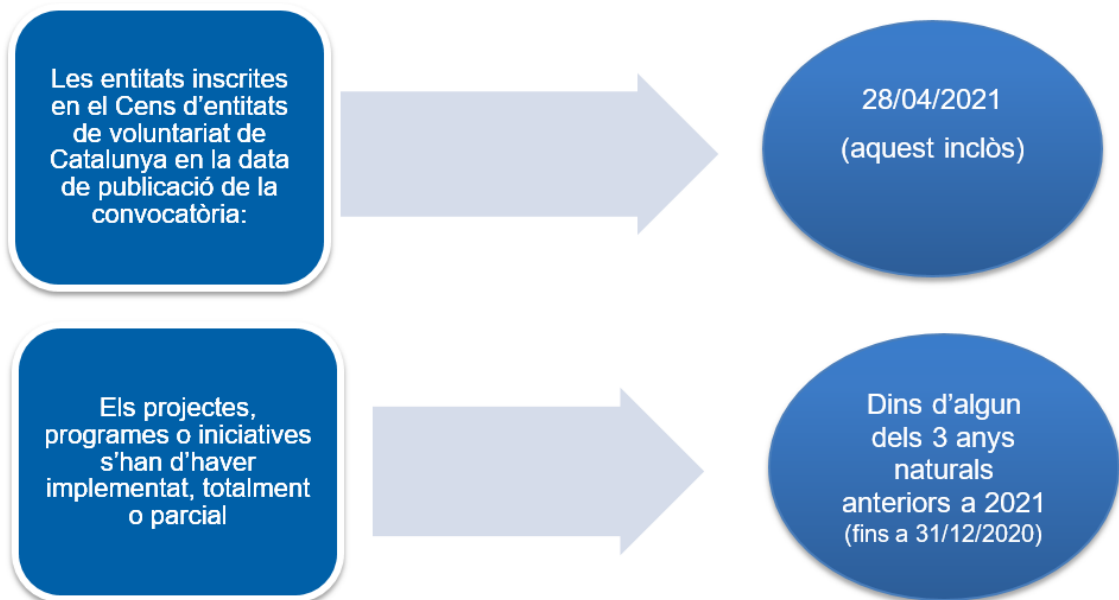 Les entitats inscrites
en el Cens d'entitats
de voluntariat de
Catalunya en la data
de publicació de la
convocatòria:
28/04/2021
(aquest inclòs)
Els projectes,
programes o iniciatives
s'han d'haver
implementat, totalment
o parcial
Dins d'algun
dels 3 anys
naturals
anteriors a 2021
(fins a 31/12/2020)